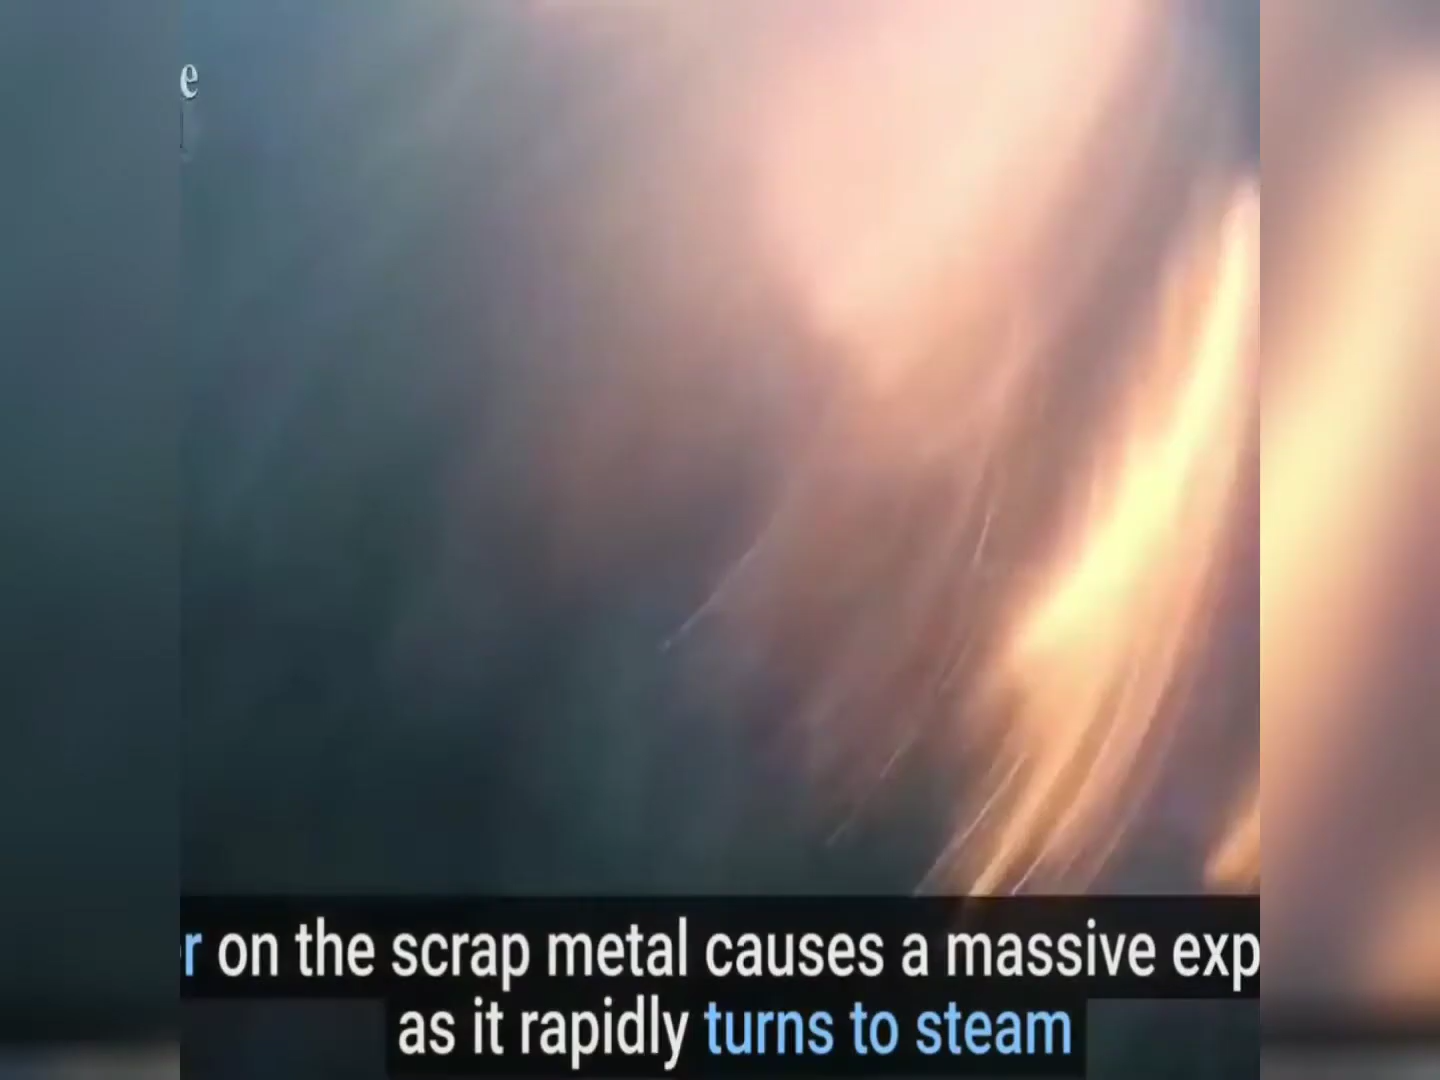 e
r on the scrap metal causes a massive exp
as it rapidly turns to steam